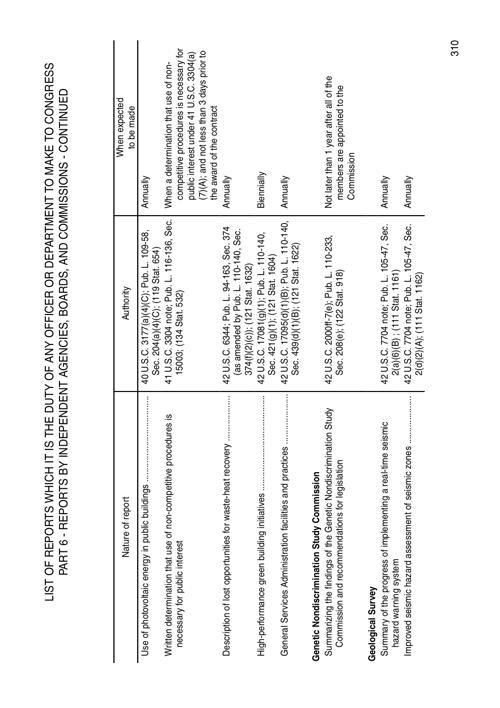 LIST OF REPORTS WHICH IT IS THE DUTY OF ANY OFFICER OR DEPARTMENT TO MAKE TO CONGRESS
PART 6 - REPORTS BY INDEPENDENT AGENCIES, BOARDS, AND COMMISSIONS - CONTINUED
Nature of report
Authority
When expected
to be made
Use of photovoltaic energy in public buildings
40 U.S.C. 3177(a)(4)(C); Pub. L. 109-58,
Sec. 204(a)(4)(C); (119 Stat. 654)
Annually
Written determination that use of non-competitive procedures is
necessary for public interest
41 U.S.C. 3304 note; Pub. L. 116-136, Sec.
15003; (134 Stat. 532)
When a determination that use of non-
competitive procedures is necessary for
public interest under 41 U.S.C. 3304(a)
(7)(A); and not less than 3 days prior to
the award of the contract
Description of lost opportunities for waste-heat recovery
42 U.S.C. 6344; Pub. L. 94-163, Sec. 374
(as amended by Pub. L. 110-140, Sec.
374(f)(2)(c)); (121 Stat. 1632)
Annually
High-performance green building initiatives
42 U.S.C. 17081(g)(1; Pub. L. 110-140,
Sec. 421(g)(1); (121 Stat. 1604)
Biennially
General Services Administration facilities and practices
42 U.S.C. 17095(d)(1)(B); Pub. L. 110-140,
Sec. 439(d)(1)(B); (121 Stat. 1622)
Annually
Genetic Nondiscrimination Study Commission
Summarizing the findings of the Genetic Nondiscrimination Study
Commission and recommendations for legislation
42 U.S.C. 2000ff-7(e); Pub. L. 110-233,
Sec. 208(e); (122 Stat. 918)
Not later than 1 year after all of the
members are appointed to the
Commission
Geological Survey
Summary of the progress of implementing a real-time seismic
hazard warning system
42 U.S.C. 7704 note; Pub. L. 105-47, Sec.
2(a)(6)(B) ; (111 Stat. 1161)
Annually
Improved seismic hazard assessment of seismic zones
42 U.S.C. 7704 note; Pub. L. 105-47, Sec.
2(d)(2)(A); (111 Stat. 1162)
Annually
310